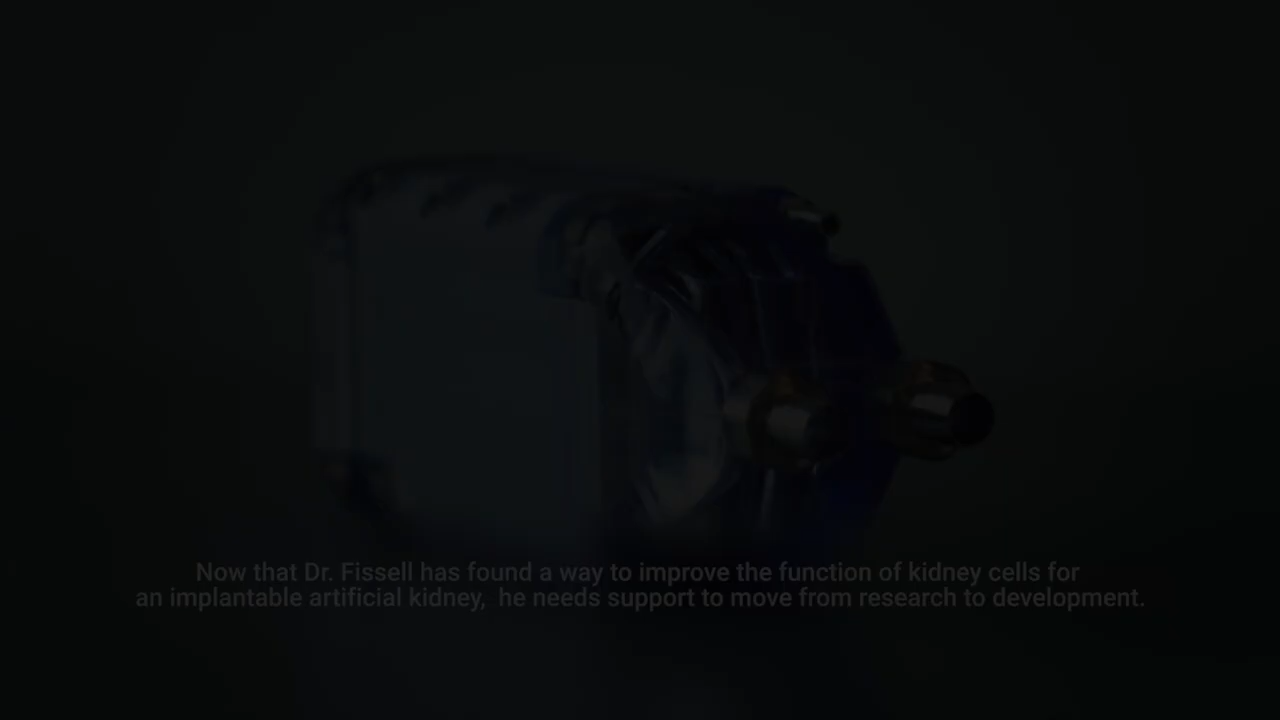 Now that Dr. Fissell has found a way to improve the function of kidney cells for
an implantable artificial kidney,  he needs support to move from research to development.